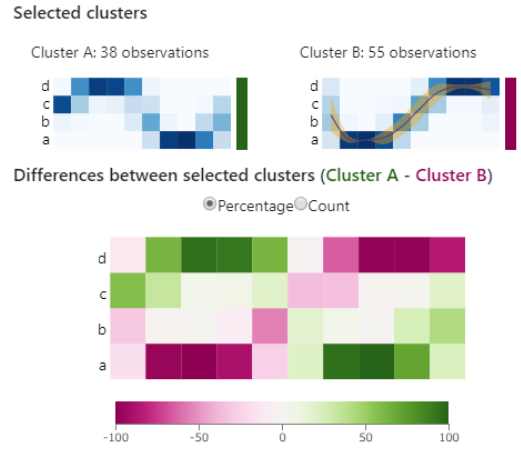 Selected clusters
Cluster A: 38 observations
Cluster B: 55 observations
d
c
b
a
d
c
b
a
Differences between selected clusters (Cluster A - Cluster B)
Percentage Count
d
c
b
a
-100 -50 0 50 100